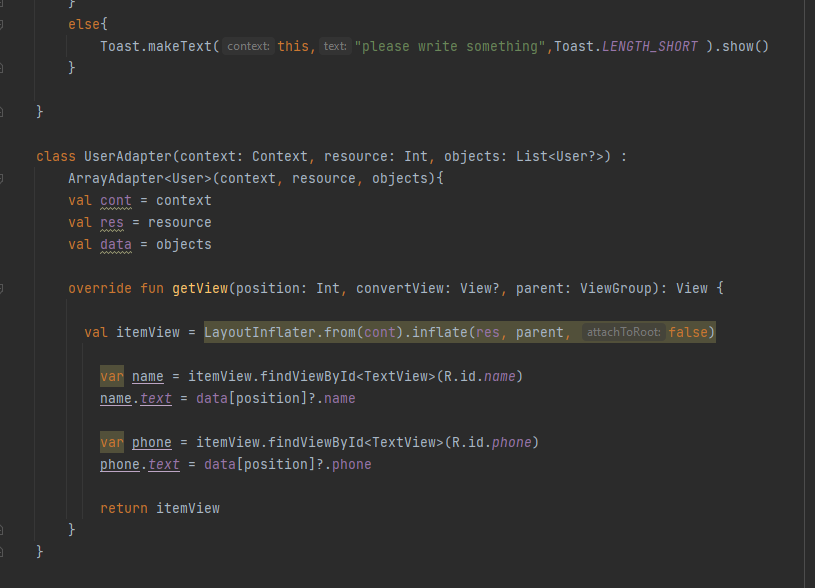 }
else{
Toast.makeText( context: this, text: "please write something",Toast.LENGTH_SHORT ).show()
}
}
class UserAdapter(context: Context, resource: Int, objects: List<User?>) :
ArrayAdapter<User>(context, resource, objects){
val cont = context
val res = resource
val data = objects
override fun getView(position: Int, convertView: View?, parent: ViewGroup): View {
val itemView = LayoutInflater.from(cont).inflate(res, parent, attachToRoot: false)
var name = itemView.findViewById<TextView>(R.id.name)
name.text = data[position]?.name
var phone = itemView.findViewById<TextView>(R.id.phone)
phone.text = data[position]?.phone
return itemView
}
}